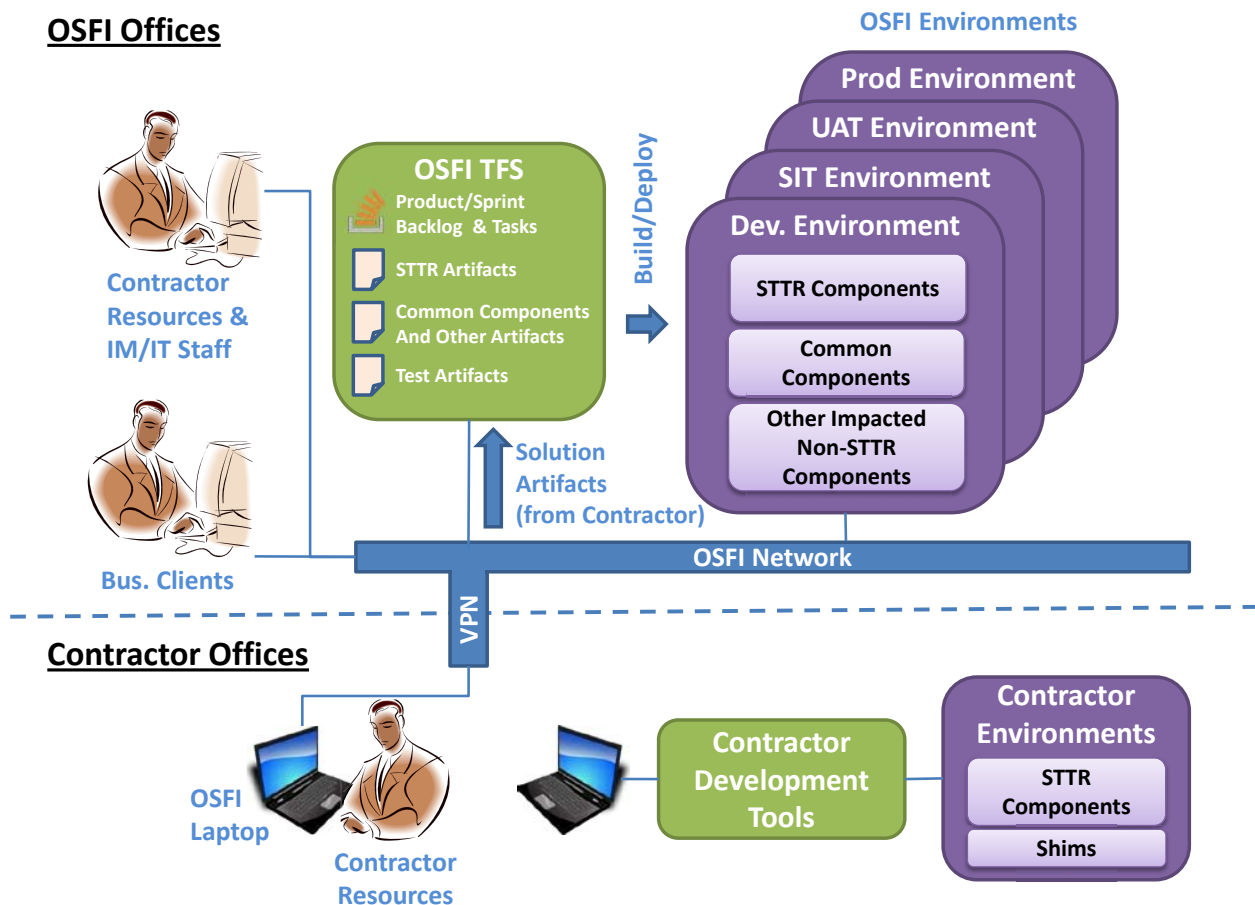 OSFI Offices
OSFI Environments
Prod Environment
UAT Environment
SIT Environment
Dev. Environment
STTR Components
Common
Components
Other Impacted
Non-STTR
Components
OSFI TFS
Product/Sprint
Backlog & Tasks
STTR Artifacts
Common Components
And Other Artifacts
Test Artifacts
Build/Deploy
Contractor
Resources &
IM/IT Staff
Bus. Clients
Solution
Artifacts
(from Contractor)
OSFI Network
VPN
Contractor Offices
OSFI
Laptop
Contractor
Resources
Contractor
Development
Tools
Contractor
Environments
STTR
Components
Shims